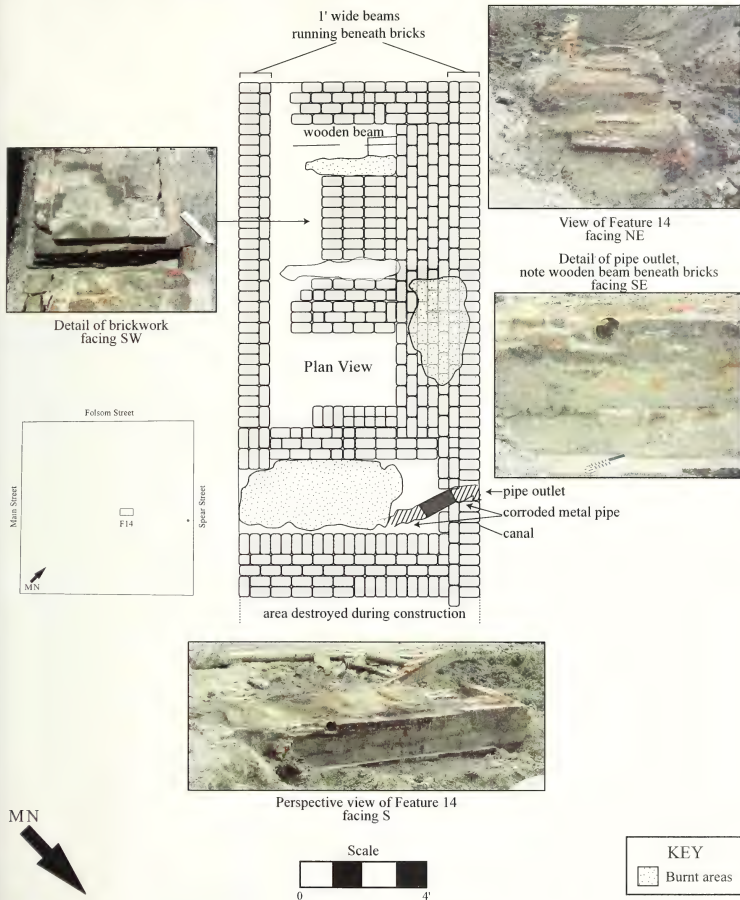 1' wide beams
running beneath bricks
wooden beam
View of Feature 14
facing NE
Detail of pipe outlet,
note wooden beam beneath bricks
facing SE
Detail of brickwork
facing SW
Plan View
Folsom Street
Main Street
Spear Street
F14
MN
pipe outlet
corroded metal pipe
canal
area destroyed during construction
Perspective view of Feature 14
facing S
MN
Scale
0 4'
KEY
Burnt areas